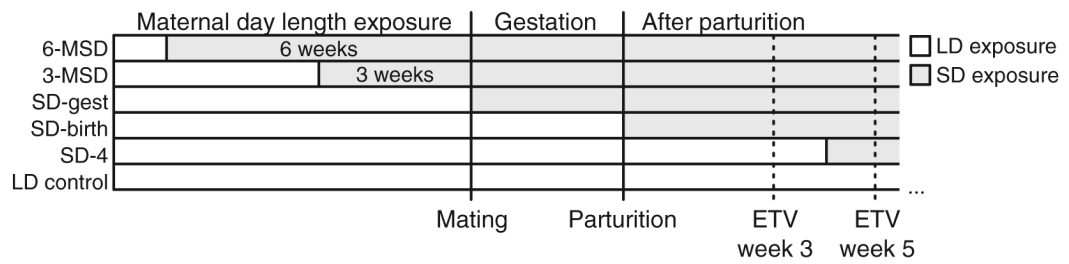 Maternal day length exposure Gestation After parturition
6-MSD 6 weeks
3-MSD 3 weeks
SD-gest
SD-birth
SD-4
LD control
LD exposure
SD exposure
...
Mating Parturition ETV week 3 ETV week 5